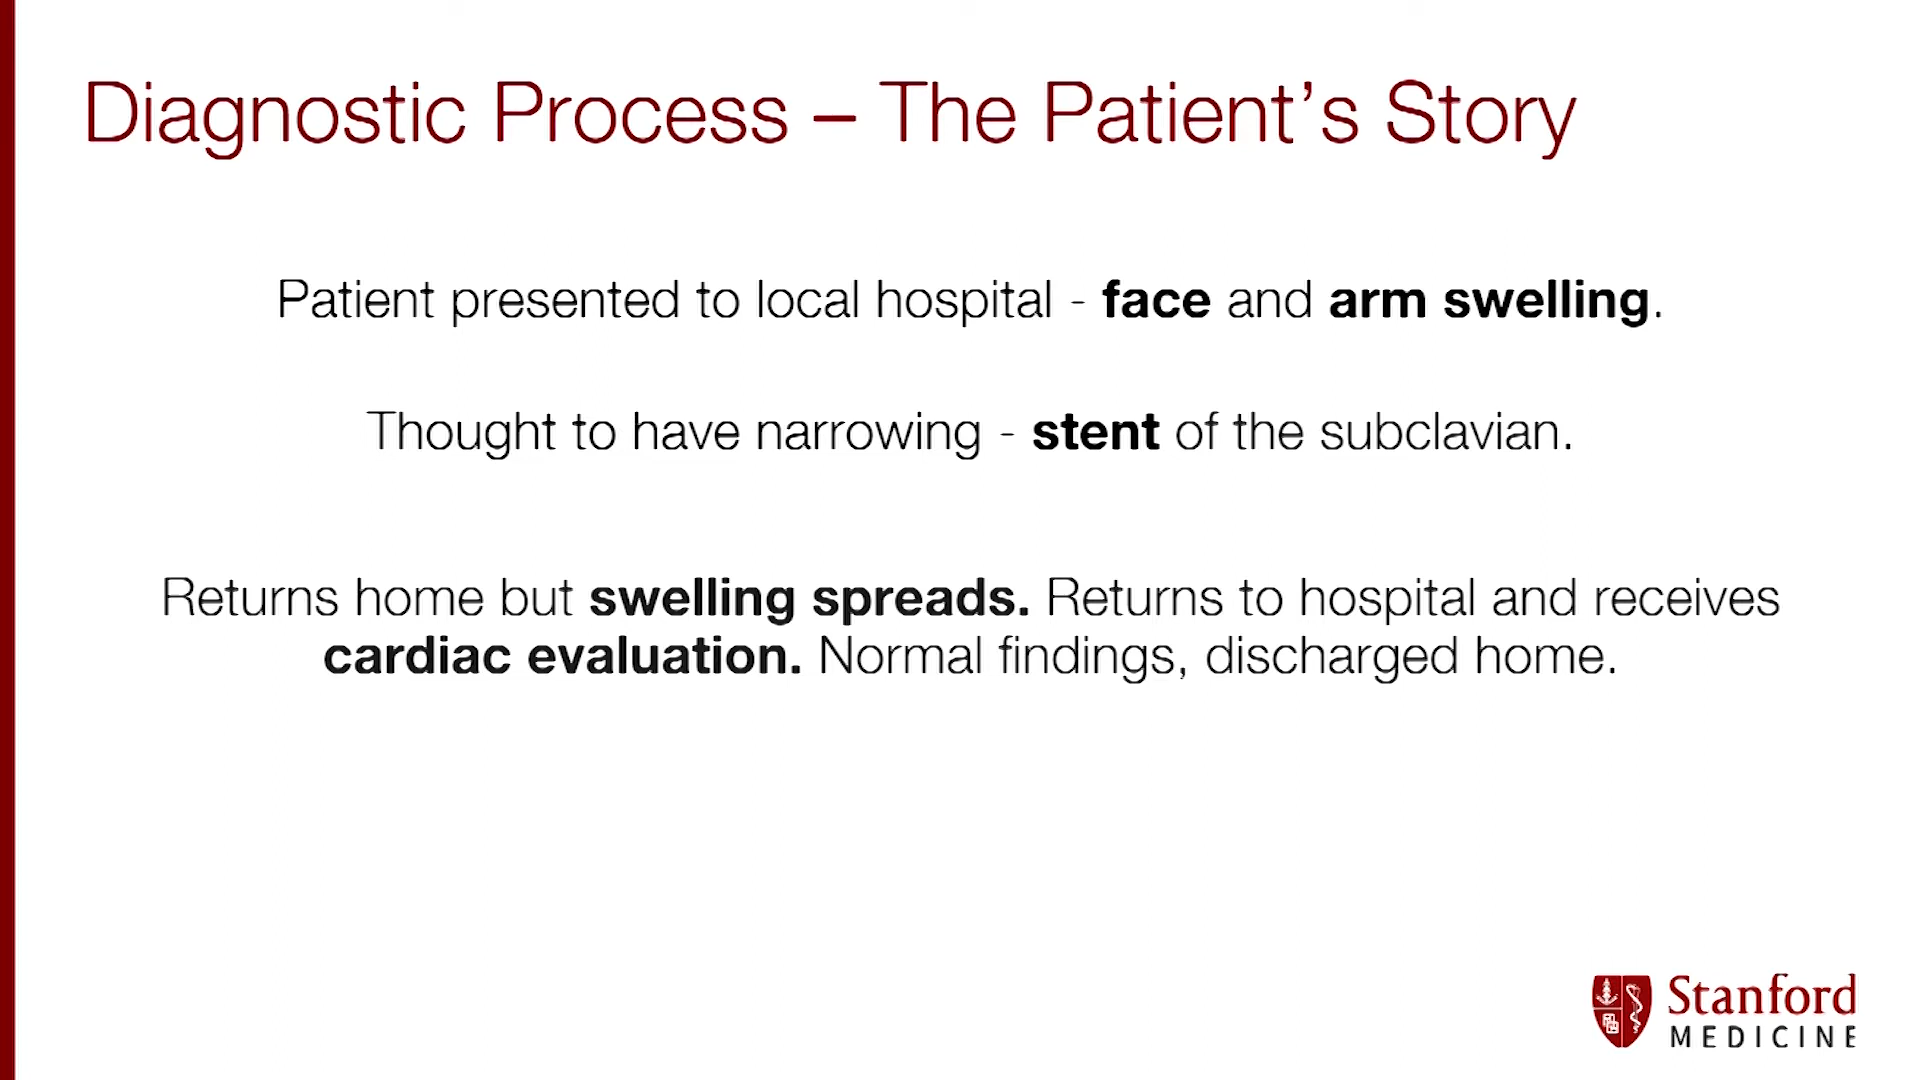 Diagnostic Process – The Patient’s Story
Patient presented to local hospital - face and arm swelling.
Thought to have narrowing - stent of the subclavian.
Returns home but swelling spreads. Returns to hospital and receives
cardiac evaluation. Normal findings, discharged home.
Stanford
MEDICINE